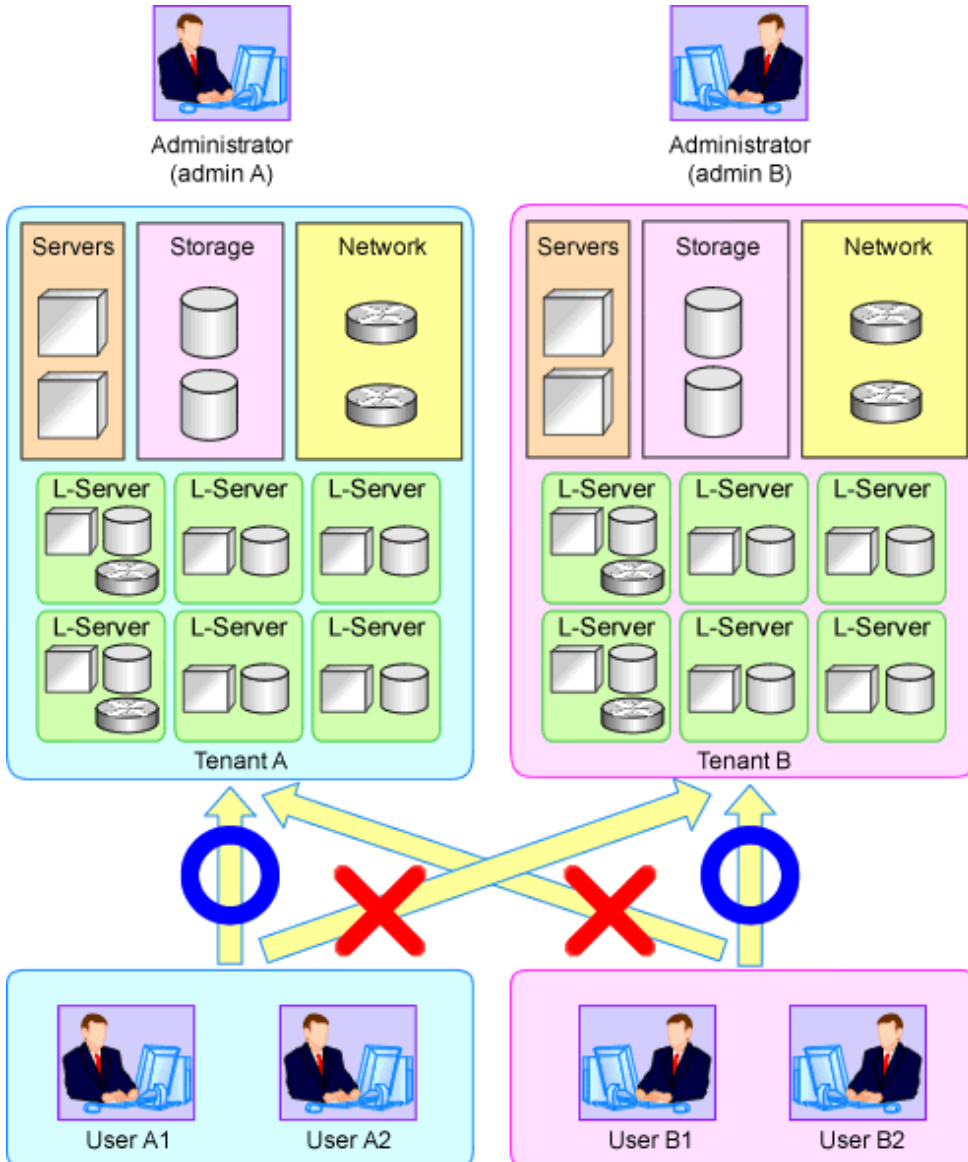 Administrator
(admin A)
Administrator
(admin B)
Servers
Storage
Network
L-Server
L-Server
L-Server
L-Server
L-Server
L-Server
Tenant A
Servers
Storage
Network
L-Server
L-Server
L-Server
L-Server
L-Server
L-Server
Tenant B
User A1
User A2
User B1
User B2